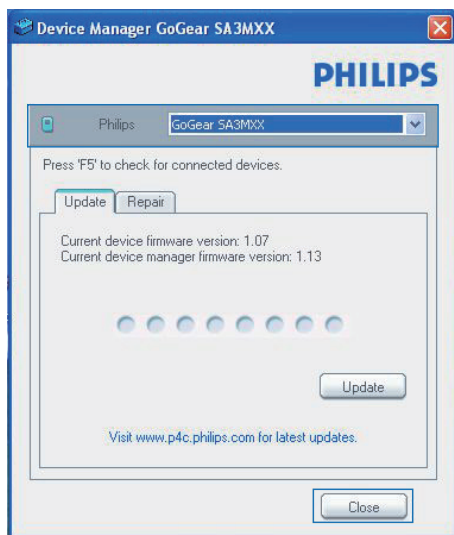 Device Manager GoGear SA3MXX
PHILIPS
Philips GoGear SA3MXX
Press 'F5' to check for connected devices.
Update Repair
Current device firmware version: 1.07
Current device manager firmware version: 1.13
Update
Visit www.p4c.philips.com for latest updates.
Close